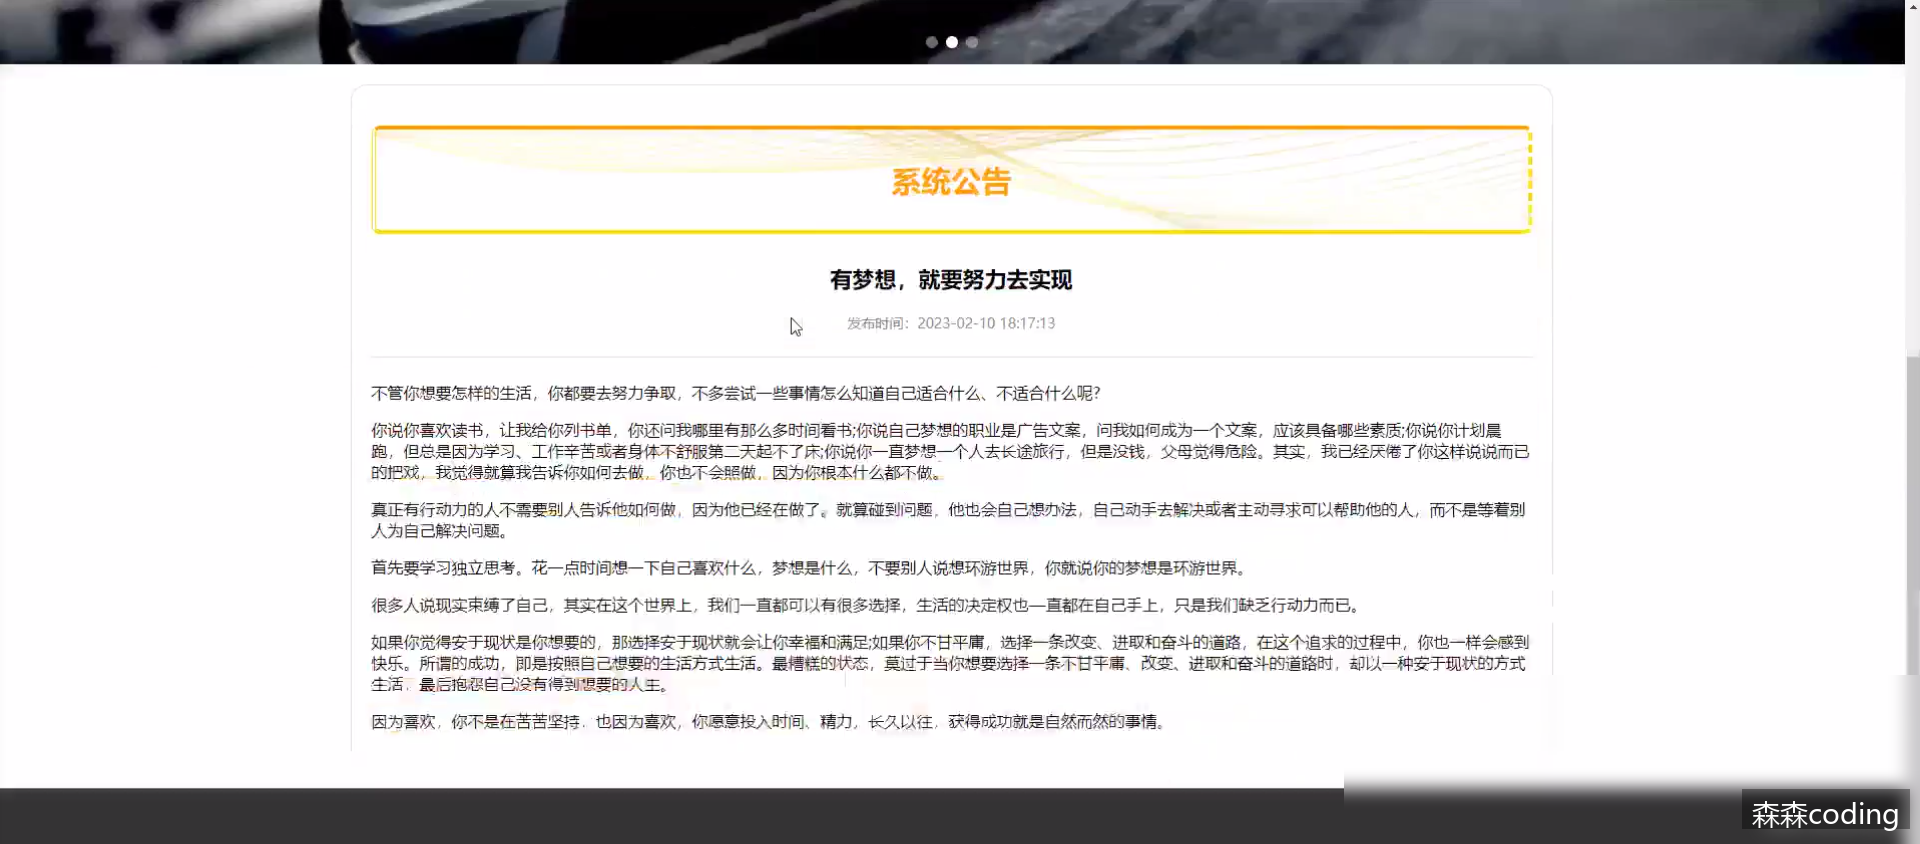 系统公告
有梦想，就要努力去实现
发布时间：2023-02-10 18:17:13
不管你想要怎样的生活，你都要去努力争取，不多尝试一些事情怎么知道自己适合什么、不适合什么呢?
你说你喜欢读书，让我给你列书单，你还问我哪里有那么多时间看书;你说自己梦想的职业是广告文案，问我如何成为一个文案，应该具备哪些素质;你说你计划晨
跑，但总是因为学习、工作辛苦或者身体不舒服第二天起不了床;你说你一直梦想一个人去长途旅行，但是没钱，父母觉得危险。其实，我已经厌倦了你这样说说而已
的把戏，我觉得就算我告诉你如何去做，你也不会照做，因为你根本什么都不做。
真正有行动力的人不需要别人告诉他如何做，因为他已经在做了。就算碰到问题，他也会自己想办法，自己动手去解决或者主动寻求可以帮助他的人，而不是等着别
人为自己解决问题。
首先要学习独立思考。花一点时间想一下自己喜欢什么，梦想是什么，不要别人说想环游世界，你就说你的梦想是环游世界。
很多人说现实束缚了自己，其实在这个世界上，我们一直都可以有很多选择，生活的决定权也一直都在自己手上，只是我们缺乏行动力而已。
如果你觉得安于现状是你想要的，那选择安于现状就会让你幸福和满足;如果你不甘平庸，选择一条改变、进取和奋斗的道路，在这个追求的过程中，你也一样会感到
快乐。所谓的成功，即是按照自己想要的生活方式生活。最糟糕的状态，莫过于当你想要选择一条不甘平庸、改变、进取和奋斗的道路时，却以一种安于现状的方式
生活，最后抱怨自己没有得到想要的人生。
因为喜欢，你不是在苦苦坚持，也因为喜欢，你愿意投入时间、精力，长久以往，获得成功就是自然而然的事情。
森森coding